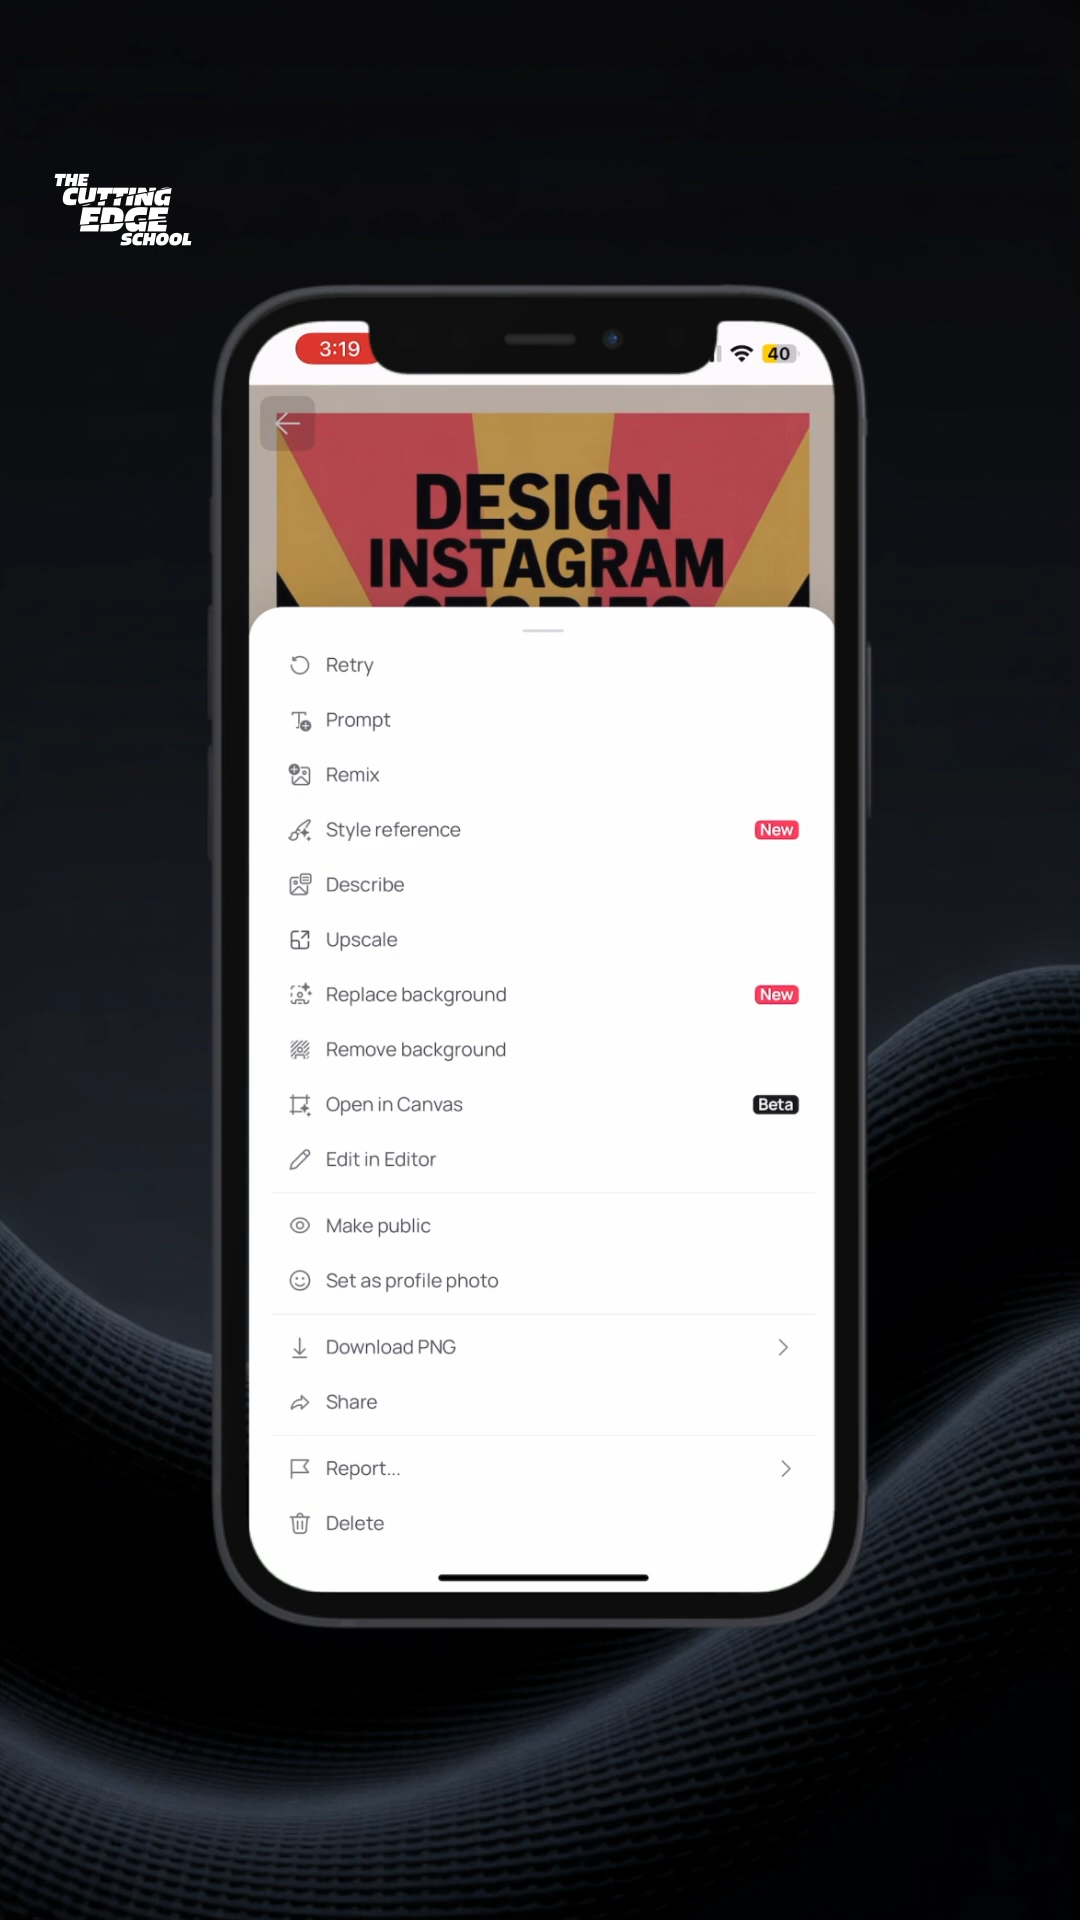 THE
CUTTING
EDGE
SCHOOL
3:19
40
DESIGN
INSTAGRAM
STORIES
Retry
Prompt
Remix
Style reference New
Describe
Upscale
Replace background New
Remove background
Open in Canvas Beta
Edit in Editor
Make public
Set as profile photo
Download PNG
Share
Report...
Delete